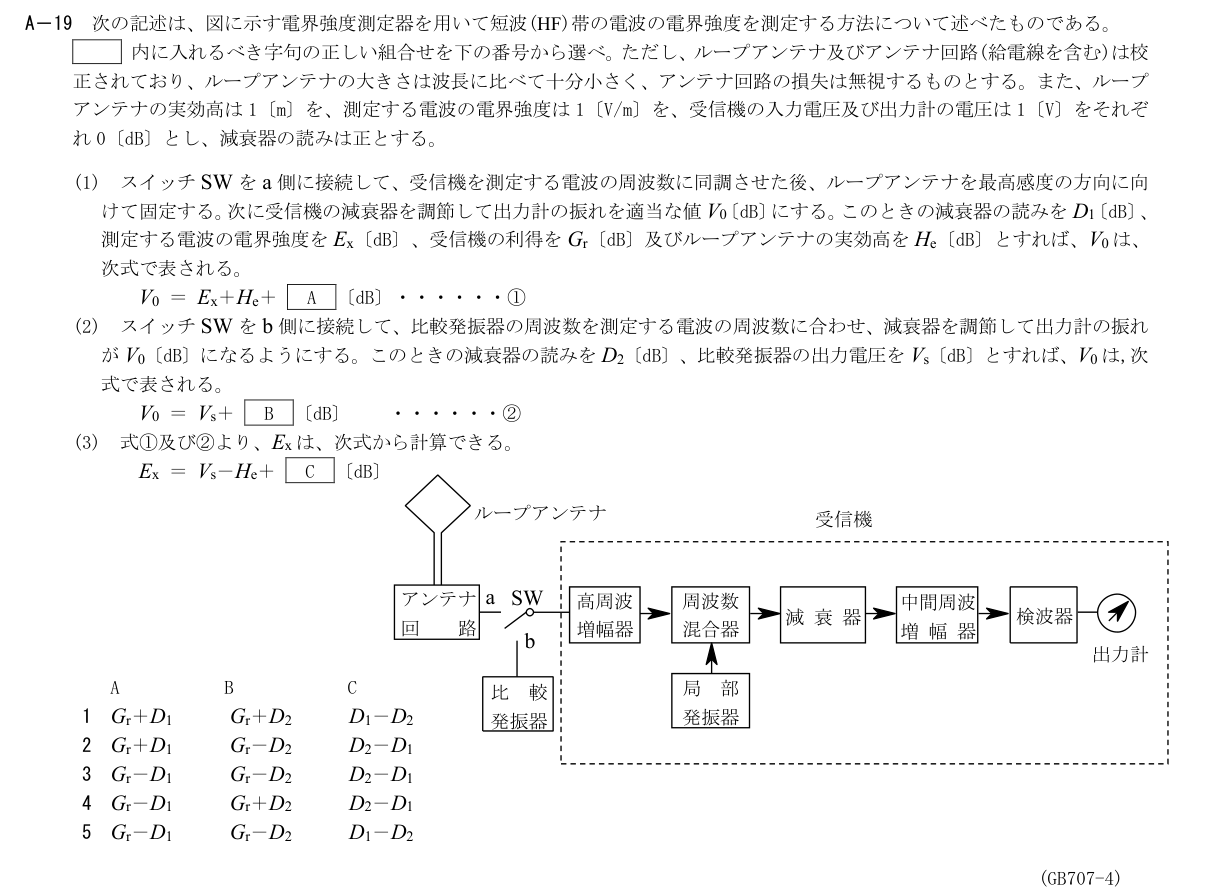 A－19 次の記述は、図に示す電界強度測定器を用いて短波(HF)帯の電波の電界強度を測定する方法について述べたものである。
内に入れるべき字句の正しい組合せを下の番号から選べ。ただし、ループアンテナ及びアンテナ回路(給電線を含む)は校
正されており、ループアンテナの大きさは波長に比べて十分小さく、アンテナ回路の損失は無視するものとする。また、ループ
アンテナの実効高は1〔m〕を、測定する電波の電界強度は1〔V/m〕を、受信機の入力電圧及び出力計の電圧は1〔V〕をそれぞ
れ0〔dB〕とし、減衰器の読みは正とする。
(1) スイッチSWをa側に接続して、受信機を測定する電波の周波数に同調させた後、ループアンテナを最高感度の方向に向
けて固定する。次に受信機の減衰器を調節して出力計の振れを適当な値V0〔dB〕にする。このときの減衰器の読みをD1〔dB〕、
測定する電波の電界強度をEx〔dB〕、受信機の利得をGr〔dB〕及びループアンテナの実効高をHe〔dB〕とすれば、V0は、
次式で表される。
V0 = Ex+He+ A 〔dB〕・・・・・・①
(2) スイッチSWをb側に接続して、比較発振器の周波数を測定する電波の周波数に合わせ、減衰器を調節して出力計の振れ
がV0〔dB〕になるようにする。このときの減衰器の読みをD2〔dB〕、比較発振器の出力電圧をVs〔dB〕とすれば、V0は,次
式で表される。
V0 = Vs+ B 〔dB〕 ・・・・・・②
(3) 式①及び②より、Exは、次式から計算できる。
Ex = Vs－He+ C 〔dB〕
ループアンテナ
受信機
アンテナ
回 路
a SW
b
高周波
増幅器
周波数
混合器
減 衰 器
中間周波
増 幅 器
検波器
出力計
比 較
発振器
局 部
発振器
A B C
1 Gr+D1 Gr+D2 D1－D2
2 Gr+D1 Gr－D2 D2－D1
3 Gr－D1 Gr－D2 D2－D1
4 Gr－D1 Gr+D2 D2－D1
5 Gr－D1 Gr－D2 D1－D2
(GB707-4)